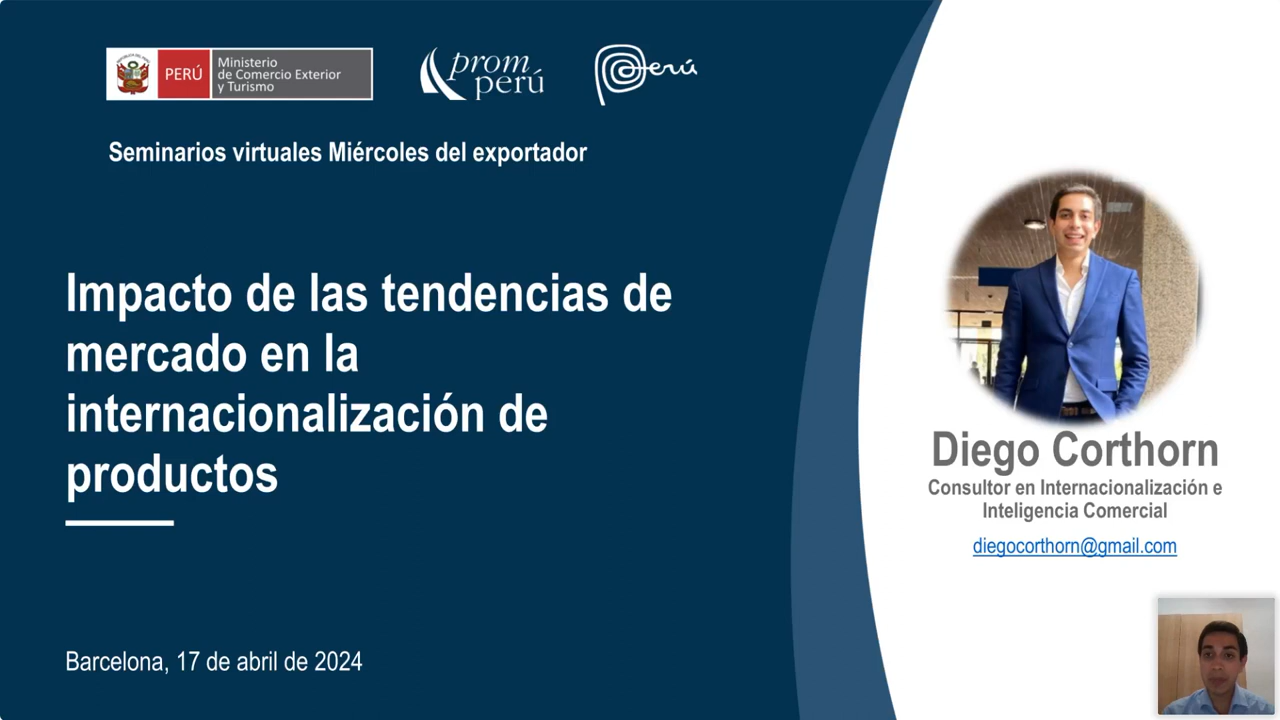 PERÚ
Ministerio
de Comercio Exterior
y Turismo
prom
perú
Perú
Seminarios virtuales Miércoles del exportador
Impacto de las tendencias de
mercado en la
internacionalización de
productos
Barcelona, 17 de abril de 2024
Diego Corthorn
Consultor en Internacionalización e
Inteligencia Comercial
diegocorthorn@gmail.com